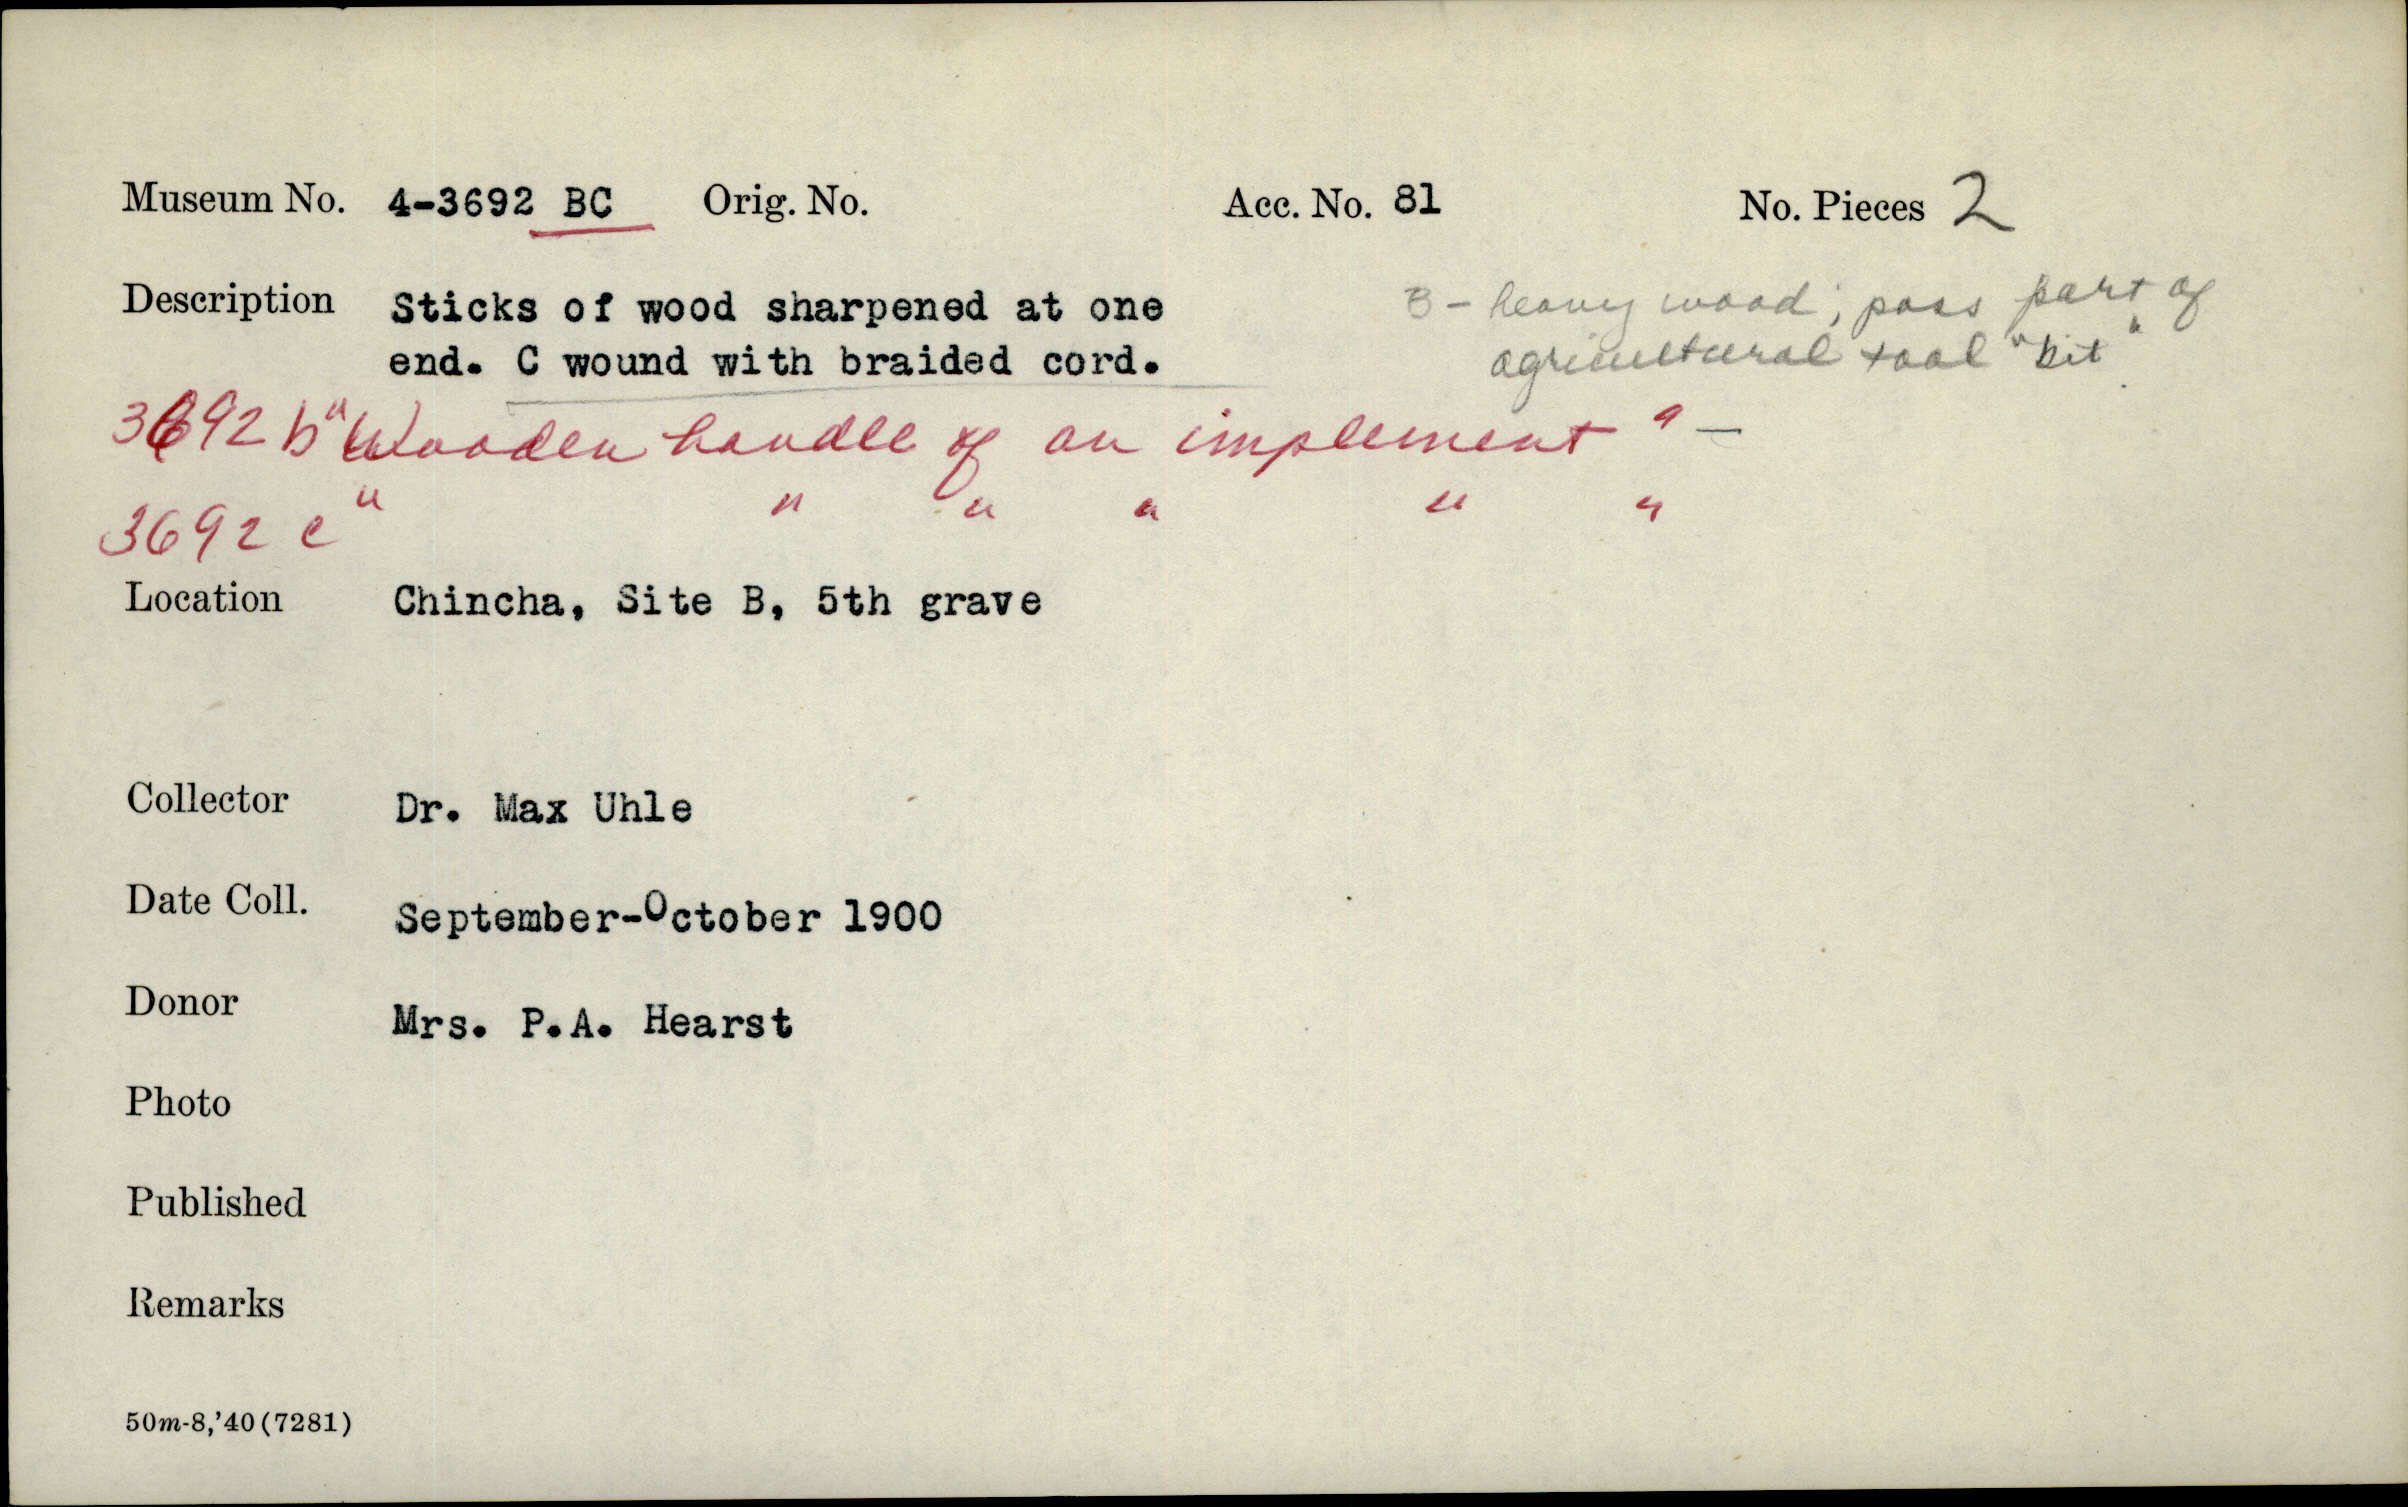 Museum No. 4-3692 BC Orig. No. Acc. No. 81 No. Pieces 2
Description Sticks of wood sharpened at one
end. C wound with braided cord.
B - heavy wood; poss part of
agricultural tool "kit".
3692 b "Wooden handle of an implement" -
3692 c " " " " " "
Location Chincha, Site B, 5th grave
Collector Dr. Max Uhle
Date Coll. September-October 1900
Donor Mrs. P.A. Hearst
Photo
Published
Remarks
50m-8,'40(7281)